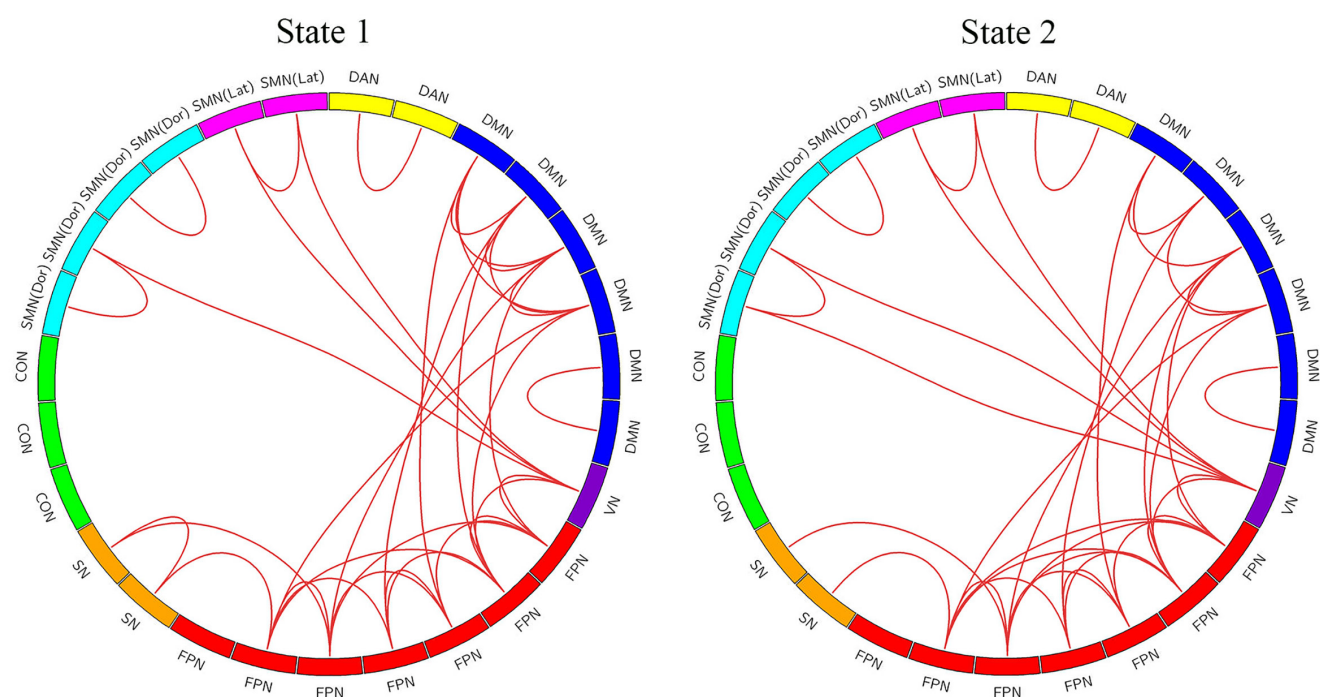 State 1
SMN(Lat)
SMN(Lat)
DAN
DAN
DMN
DMN
DMN
DMN
DMN
DMN
VN
FPN
FPN
FPN
FPN
FPN
FPN
FPN
SN
SN
CON
CON
CON
SMN(Dor)
SMN(Dor)
SMN(Dor)
SMN(Dor)
State 2
SMN(Lat)
SMN(Lat)
DAN
DAN
DMN
DMN
DMN
DMN
DMN
DMN
VN
FPN
FPN
FPN
FPN
FPN
FPN
FPN
SN
SN
CON
CON
CON
SMN(Dor)
SMN(Dor)
SMN(Dor)
SMN(Dor)